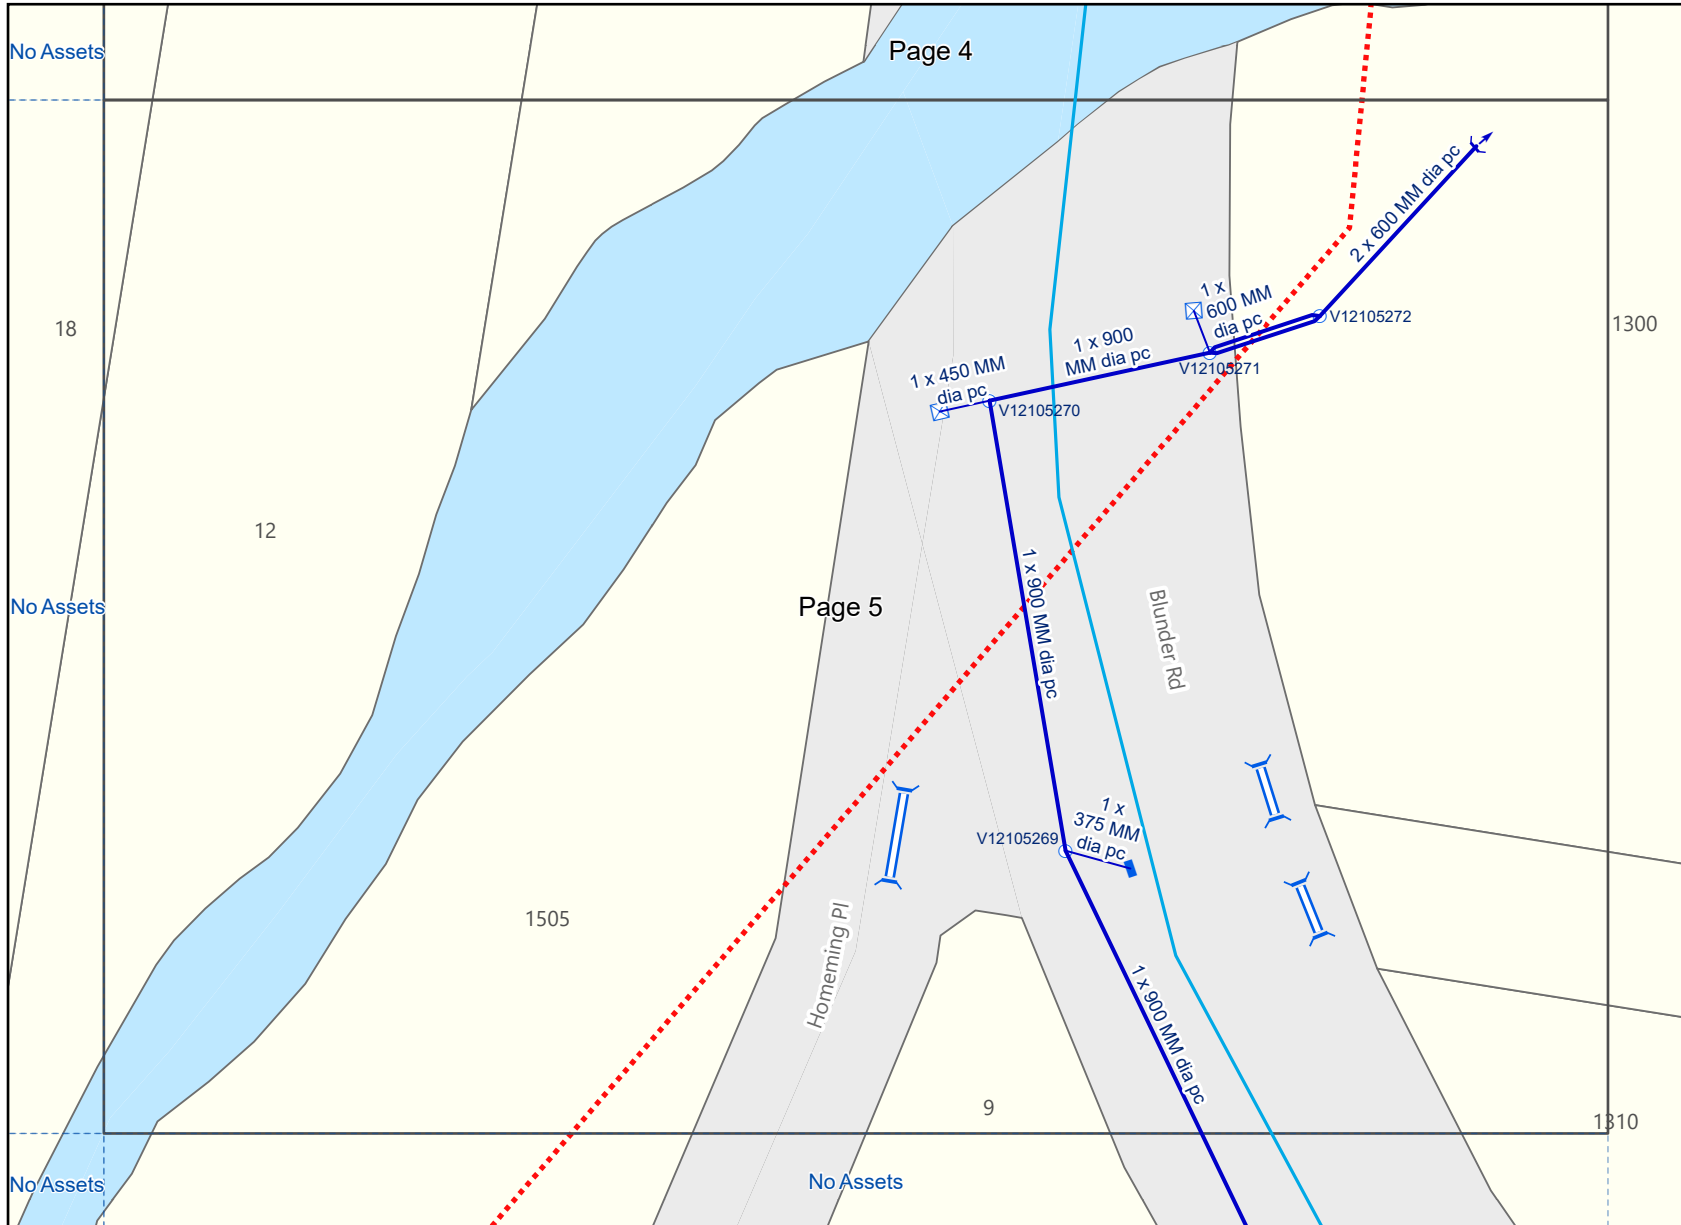 No Assets
Page 4
2 x 600 MM dia pc
1 x
600 MM
dia pc
V12105272
18
1300
1 x 900
MM dia pc
V12105271
1 x 450 MM
dia pc
V12105270
12
1 x 900 MM dia pc
Blunder Rd
No Assets
Page 5
1 x
375 MM
dia pc
V12105269
1505
Homeming Pl
1 x 900 MM dia pc
9
1310
No Assets
No Assets